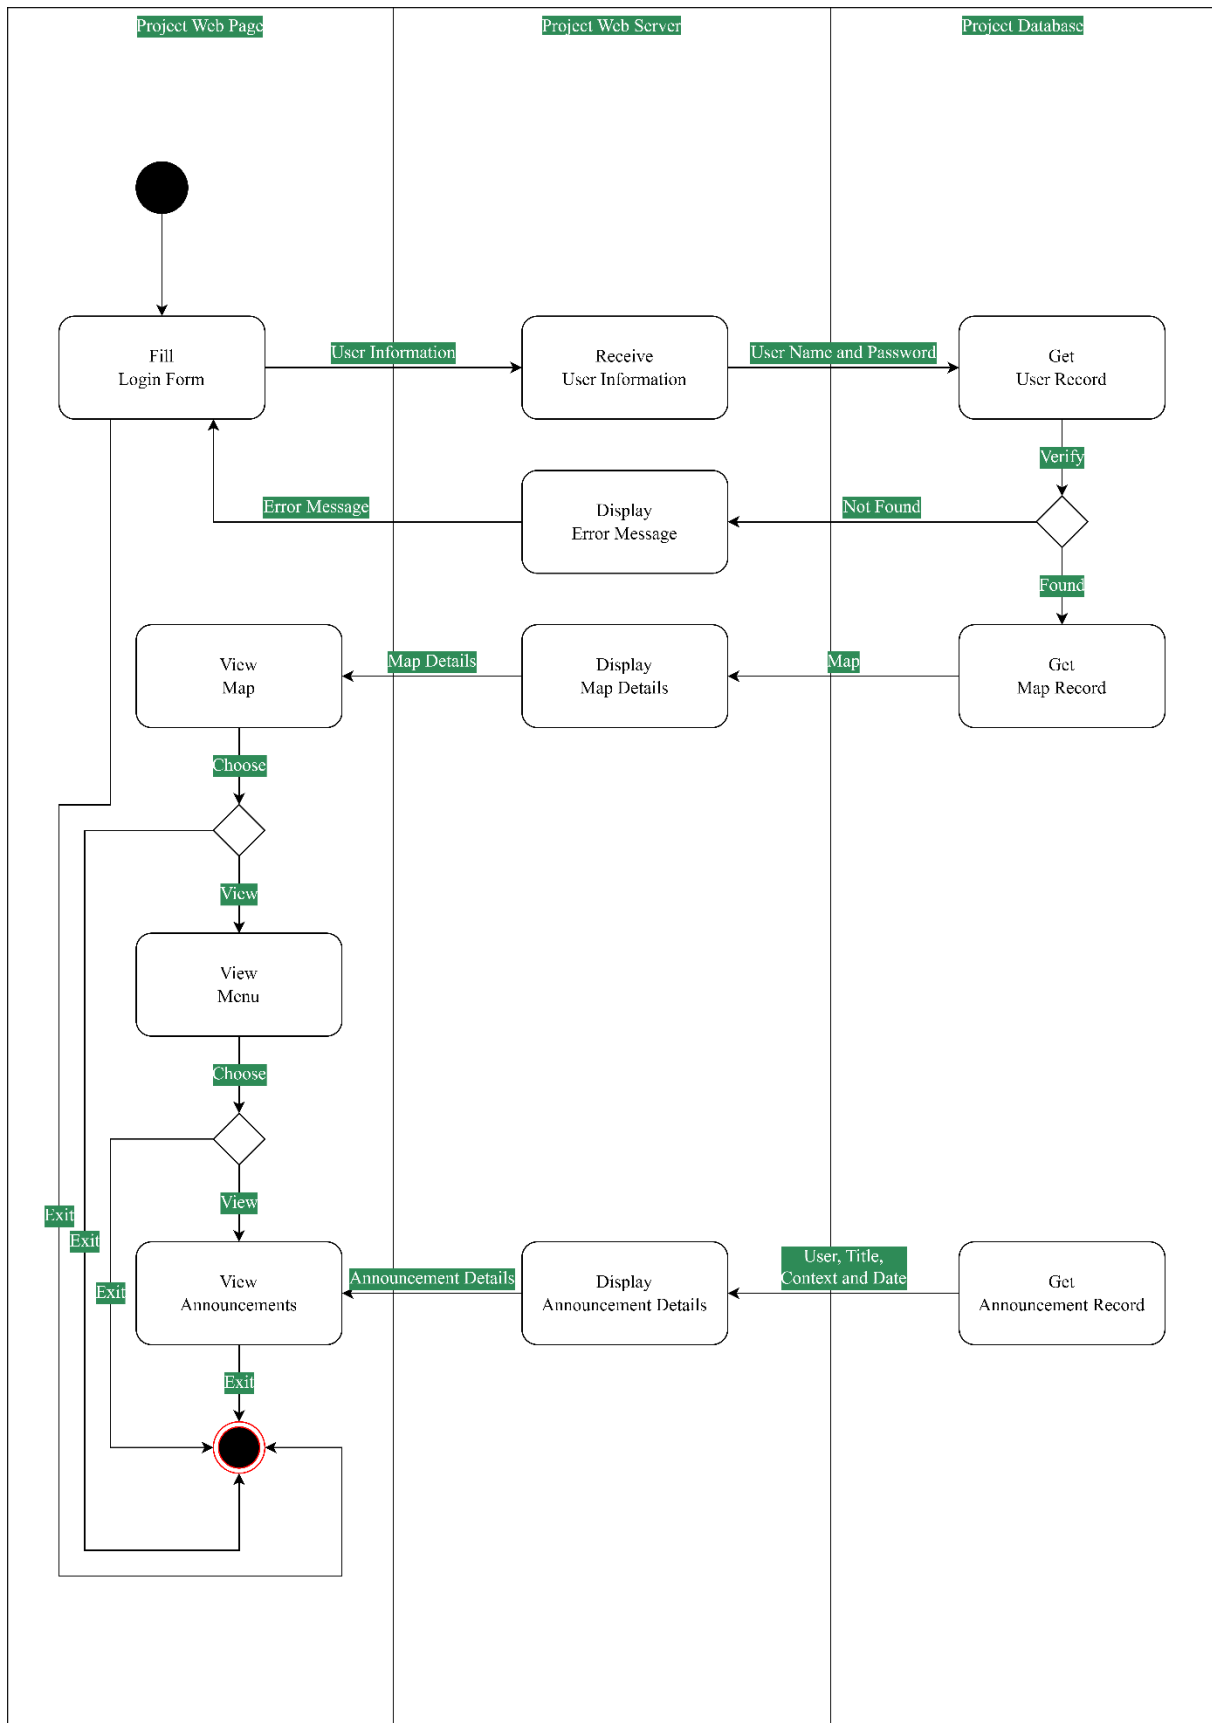 Project Web Page
Project Web Server
Project Database
Fill
Login Form
User Information
Receive
User Information
User Name and Password
Get
User Record
Verify
Error Message
Display
Error Message
Not Found
Found
View
Map
Map Details
Display
Map Details
Map
Get
Map Record
Choose
View
View
Menu
Choose
View
Exit
Exit
Exit
View
Announcements
Announcement Details
Display
Announcement Details
User, Title,
Context and Date
Get
Announcement Record
Exit